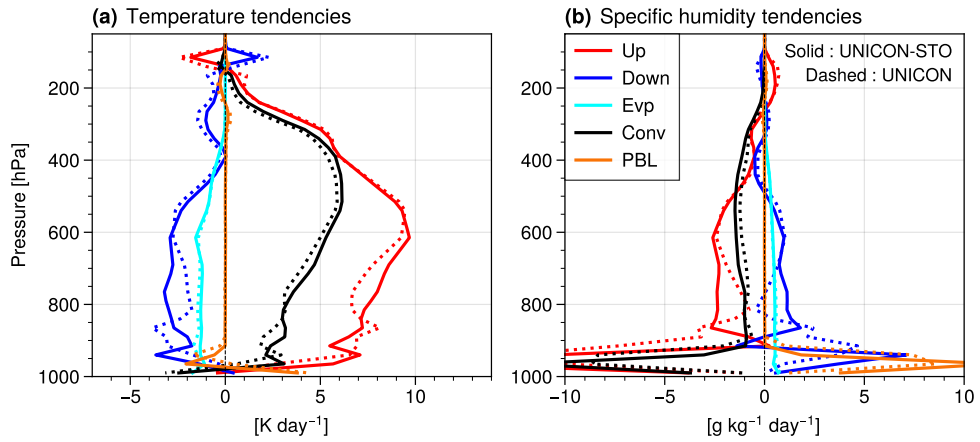 (a) Temperature tendencies
(b) Specific humidity tendencies
Pressure [hPa]
200
400
600
800
1000
−5
0
5
10
[K day⁻¹]
200
400
600
800
1000
−10
−5
0
5
10
[g kg⁻¹ day⁻¹]
Up
Down
Evp
Conv
PBL
Solid : UNICON-STO
Dashed : UNICON